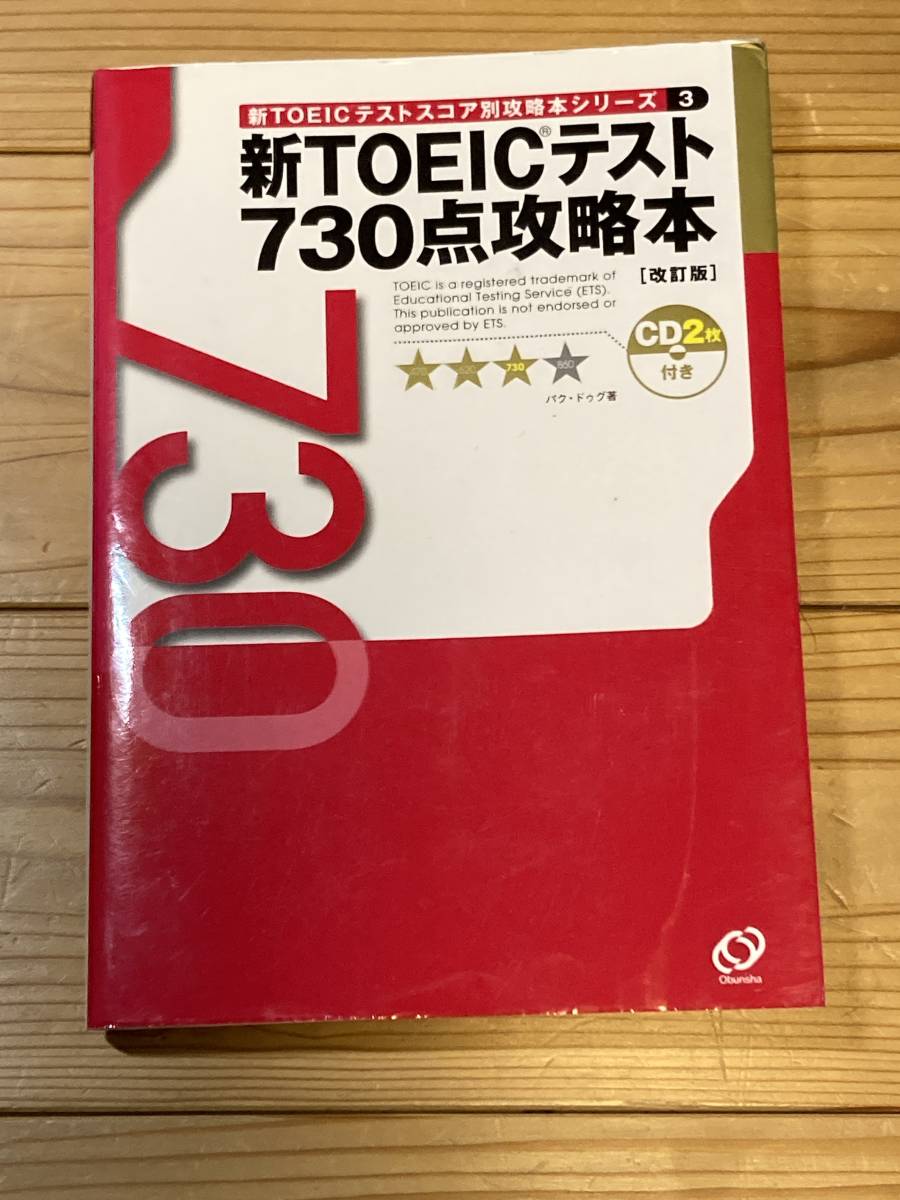 新TOEICテストスコア別攻略本シリーズ 3
新TOEIC®テスト
730点攻略本
[改訂版]
TOEIC is a registered trademark of
Educational Testing Service (ETS).
This publication is not endorsed or
approved by ETS.
CD2枚
付き
470 620 730 860
パク・ドゥグ著
730
Obunsha